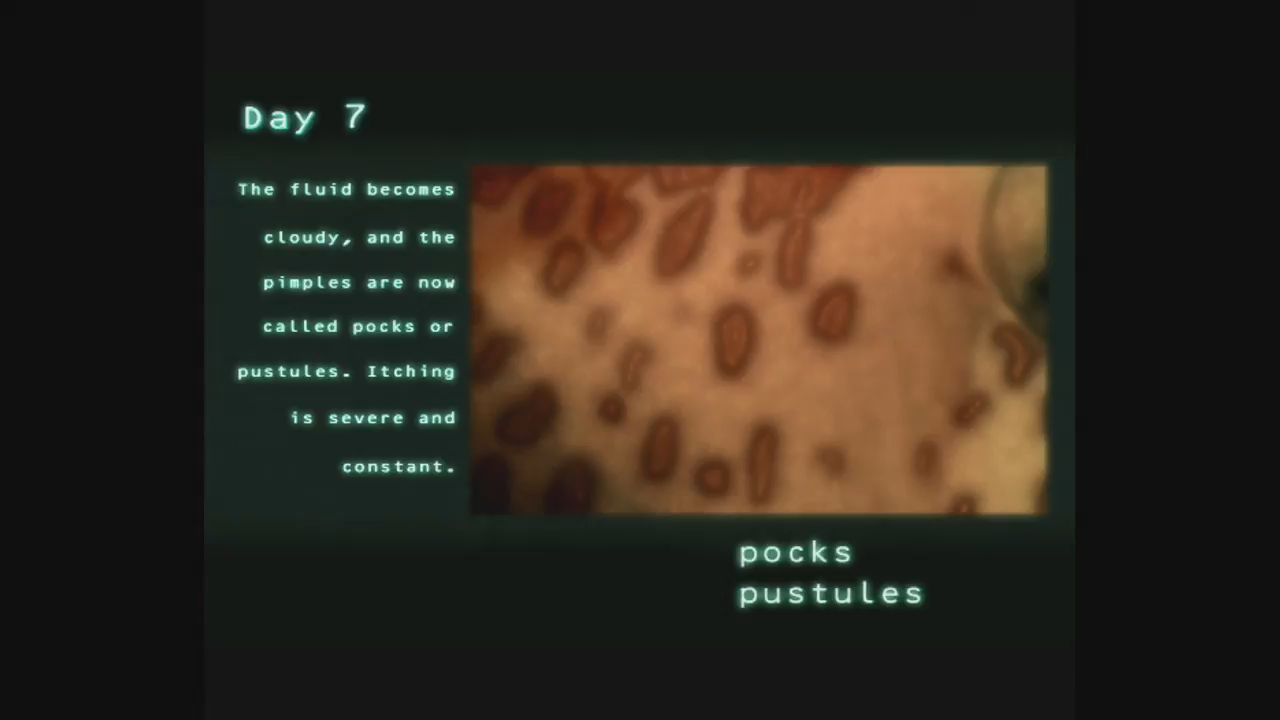 Day 7
The fluid becomes
cloudy, and the
pimples are now
called pocks or
pustules. Itching
is severe and
constant.
pocks
pustules